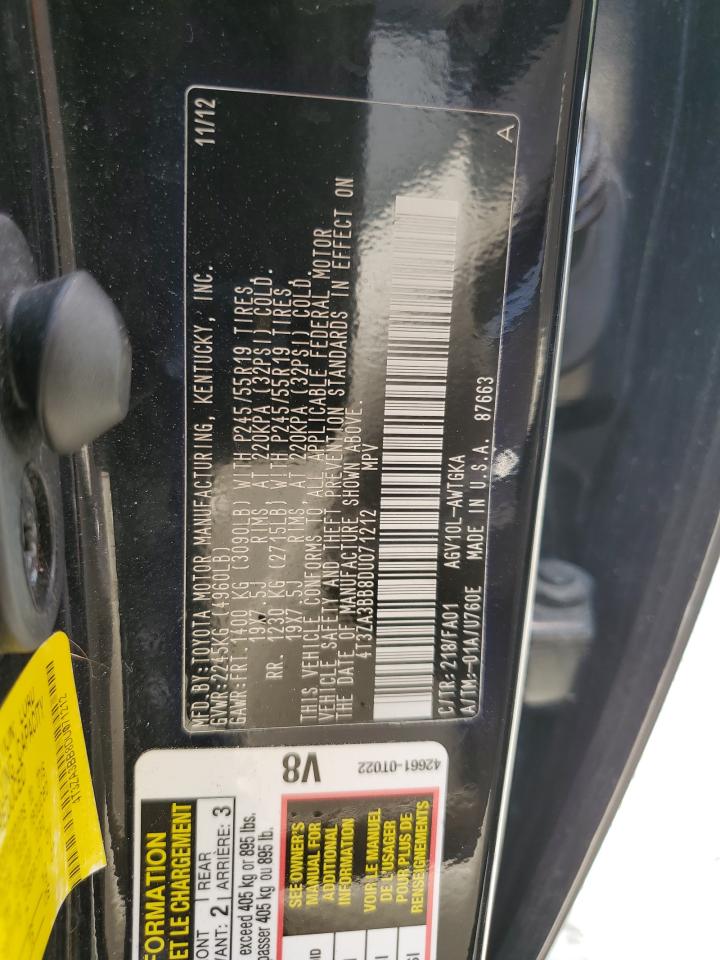 MFD.BY:TOYOTA MOTOR MANUFACTURING, KENTUCKY, INC. 11/12
GVWR:2245KG(4960LB)
GAWR:FRT.1400 KG (3090LB) WITH P245/55R19 TIRES,
19X7.5J RIMS AT 220KPA (32PSI) COLD.
RR. 1230 KG (2715LB) WITH P245/55R19 TIRES,
19X7.5J RIMS AT 220KPA (32PSI) COLD.
THIS VEHICLE CONFORMS TO ALL APPLICABLE FEDERAL MOTOR
VEHICLE SAFETY AND THEFT PREVENTION STANDARDS IN EFFECT ON
THE DATE OF MANUFACTURE SHOWN ABOVE.
4T3ZA3BB8DU071212 MPV
C/TR:218/FA01 AGV10L-AWTGKA
A/TM:-01A/U760E MADE IN U.S.A. 87663
A
V8
42661-0T022
FORMATION
ET LE CHARGEMENT
ONT REAR
VANT: 2 ARRIÈRE: 3
exceed 405 kg or 895 lbs.
passer 405 kg ou 895 lb.
SEE OWNER'S
MANUAL FOR
ADDITIONAL
INFORMATION
VOIR LE MANUEL
DE L'USAGER
POUR PLUS DE
RENSEIGNEMENTS
4T3ZA3BB8DU071212